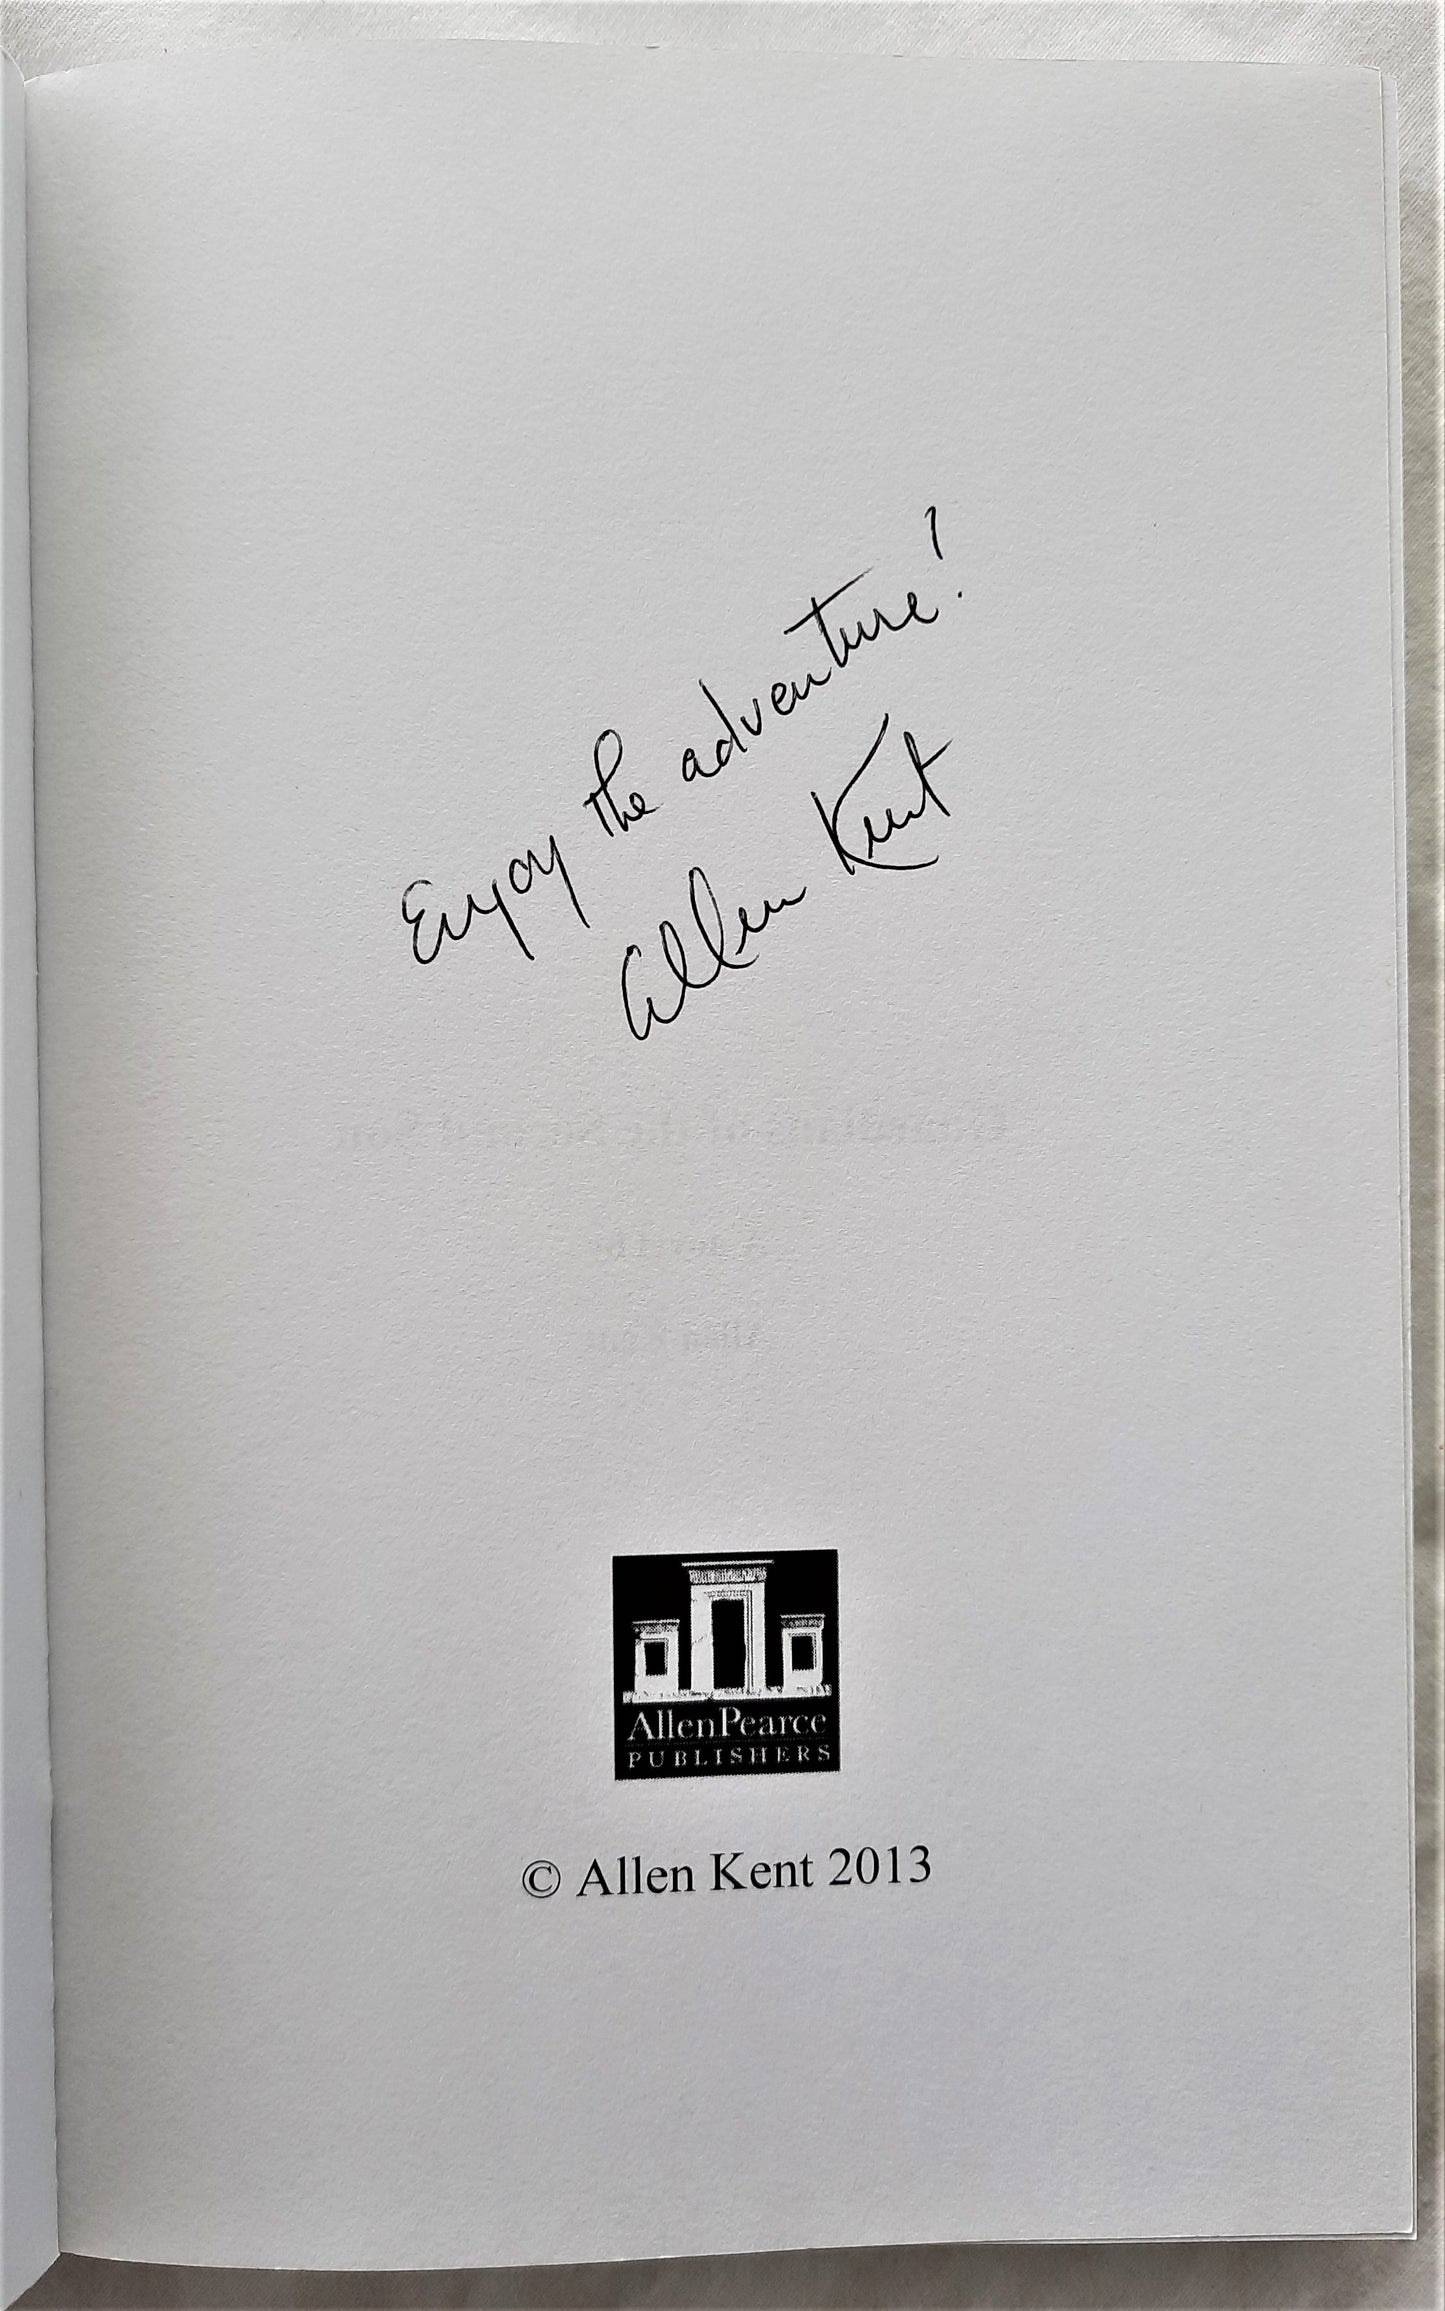 Enjoy the adventure!
Allen Kent
AllenPearce
PUBLISHERS
© Allen Kent 2013